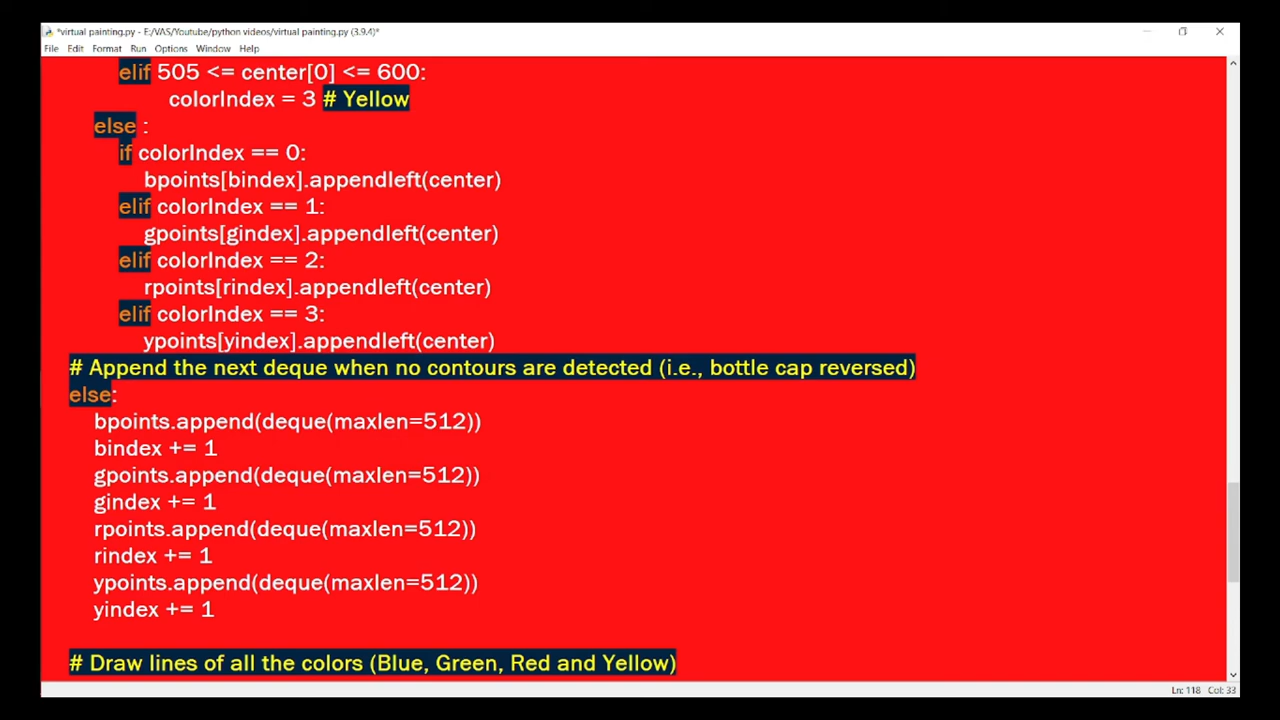 *virtual painting.py - E:/VAS/Youtube/python videos/virtual painting.py (3.9.4)*
File Edit Format Run Options Window Help
elif 505 <= center[0] <= 600:
colorIndex = 3 # Yellow
else :
if colorIndex == 0:
bpoints[bindex].appendleft(center)
elif colorIndex == 1:
gpoints[gindex].appendleft(center)
elif colorIndex == 2:
rpoints[rindex].appendleft(center)
elif colorIndex == 3:
ypoints[yindex].appendleft(center)
# Append the next deque when no contours are detected (i.e., bottle cap reversed)
else:
bpoints.append(deque(maxlen=512))
bindex += 1
gpoints.append(deque(maxlen=512))
gindex += 1
rpoints.append(deque(maxlen=512))
rindex += 1
ypoints.append(deque(maxlen=512))
yindex += 1
# Draw lines of all the colors (Blue, Green, Red and Yellow)
Ln: 118 Col: 33